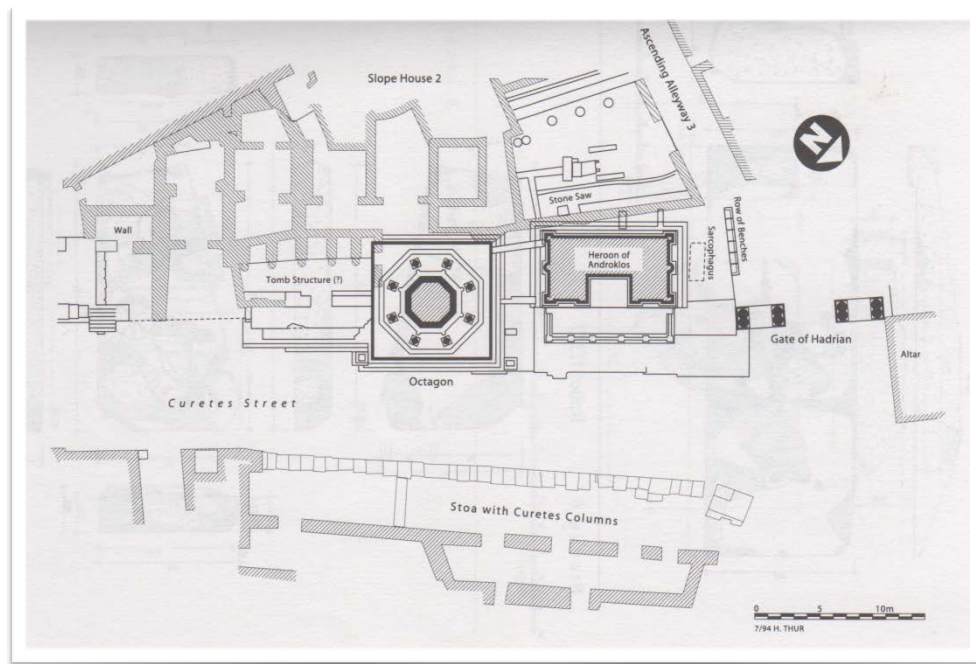 Slope House 2
Ascending Alleyway 3
N
Stone Saw
Row of Benches
Sarcophagus
Wall
Heroon of
Androklos
Tomb Structure (?)
Gate of Hadrian
Altar
Octagon
Curetes Street
Stoa with Curetes Columns
0 5 10m
7/94 H. THUR